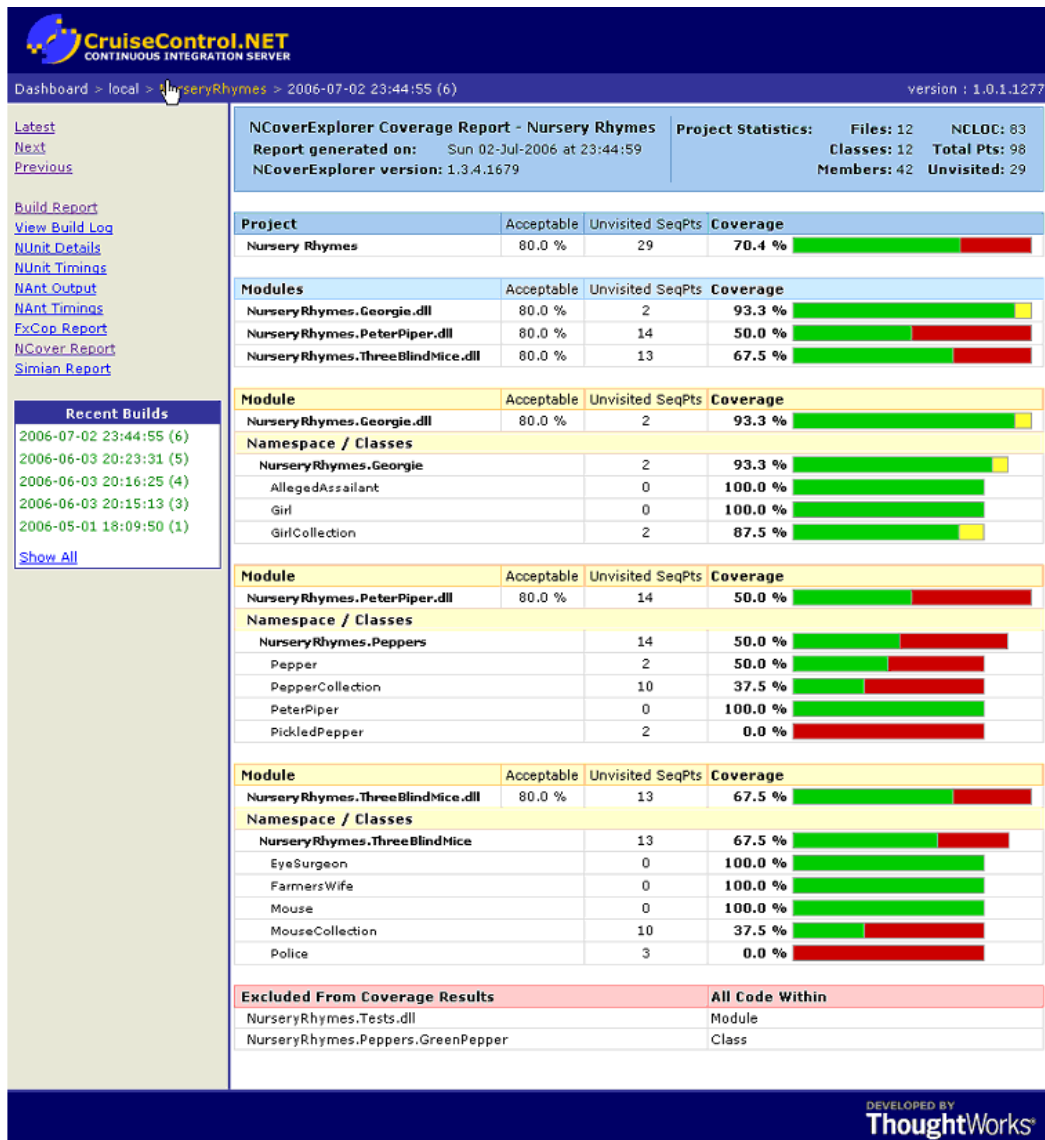 CruiseControl.NET
CONTINUOUS INTEGRATION SERVER
Dashboard > local > NurseryRhymes > 2006-07-02 23:44:55 (6)
version : 1.0.1.1277
Latest
Next
Previous
Build Report
View Build Log
NUnit Details
NUnit Timings
NAnt Output
NAnt Timings
FxCop Report
NCover Report
Simian Report
Recent Builds
2006-07-02 23:44:55 (6)
2006-06-03 20:23:31 (5)
2006-06-03 20:16:25 (4)
2006-06-03 20:15:13 (3)
2006-05-01 18:09:50 (1)
Show All
NCoverExplorer Coverage Report - Nursery Rhymes
Report generated on: Sun 02-Jul-2006 at 23:44:59
NCoverExplorer version: 1.3.4.1679
Project Statistics: Files: 12 NCLOC: 83
Classes: 12 Total Pts: 98
Members: 42 Unvisited: 29
Project Acceptable Unvisited SeqPts Coverage
Nursery Rhymes 80.0 % 29 70.4 %
Modules Acceptable Unvisited SeqPts Coverage
NurseryRhymes.Georgie.dll 80.0 % 2 93.3 %
NurseryRhymes.PeterPiper.dll 80.0 % 14 50.0 %
NurseryRhymes.ThreeBlindMice.dll 80.0 % 13 67.5 %
Module Acceptable Unvisited SeqPts Coverage
NurseryRhymes.Georgie.dll 80.0 % 2 93.3 %
Namespace / Classes
NurseryRhymes.Georgie 2 93.3 %
AllegedAssailant 0 100.0 %
Girl 0 100.0 %
GirlCollection 2 87.5 %
Module Acceptable Unvisited SeqPts Coverage
NurseryRhymes.PeterPiper.dll 80.0 % 14 50.0 %
Namespace / Classes
NurseryRhymes.Peppers 14 50.0 %
Pepper 2 50.0 %
PepperCollection 10 37.5 %
PeterPiper 0 100.0 %
PickledPepper 2 0.0 %
Module Acceptable Unvisited SeqPts Coverage
NurseryRhymes.ThreeBlindMice.dll 80.0 % 13 67.5 %
Namespace / Classes
NurseryRhymes.ThreeBlindMice 13 67.5 %
EyeSurgeon 0 100.0 %
FarmersWife 0 100.0 %
Mouse 0 100.0 %
MouseCollection 10 37.5 %
Police 3 0.0 %
Excluded From Coverage Results All Code Within
NurseryRhymes.Tests.dll Module
NurseryRhymes.Peppers.GreenPepper Class
DEVELOPED BY
ThoughtWorks®